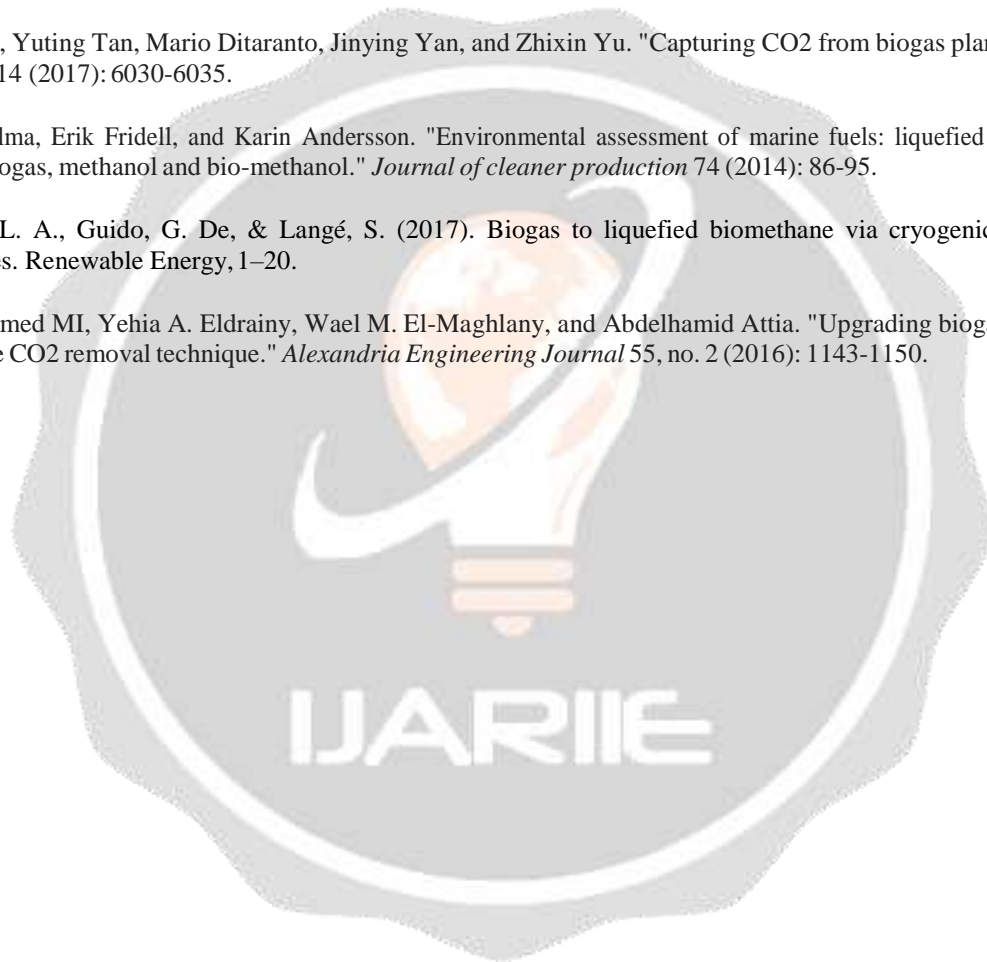 , Yuting Tan, Mario Ditaranto, Jinying Yan, and Zhixin Yu. "Capturing CO2 from biogas plan
14 (2017): 6030-6035.
lma, Erik Fridell, and Karin Andersson. "Environmental assessment of marine fuels: liquefied
ogas, methanol and bio-methanol." Journal of cleaner production 74 (2014): 86-95.
L. A., Guido, G. De, & Langé, S. (2017). Biogas to liquefied biomethane via cryogenic
es. Renewable Energy, 1–20.
med MI, Yehia A. Eldrainy, Wael M. El-Maghlany, and Abdelhamid Attia. "Upgrading bioga
e CO2 removal technique." Alexandria Engineering Journal 55, no. 2 (2016): 1143-1150.
IJARIIE